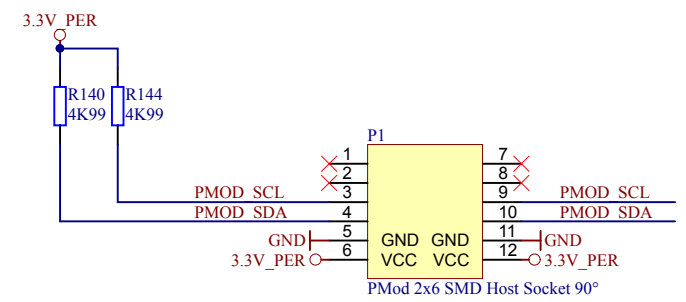 3.3V_PER
R140 R144
4K99 4K99
P1
1 7
2 8
PMOD_SCL 3 9 PMOD_SCL
PMOD_SDA 4 10 PMOD_SDA
GND 5 GND GND 11 GND
3.3V_PER 6 VCC VCC 12 3.3V_PER
PMod 2x6 SMD Host Socket 90°